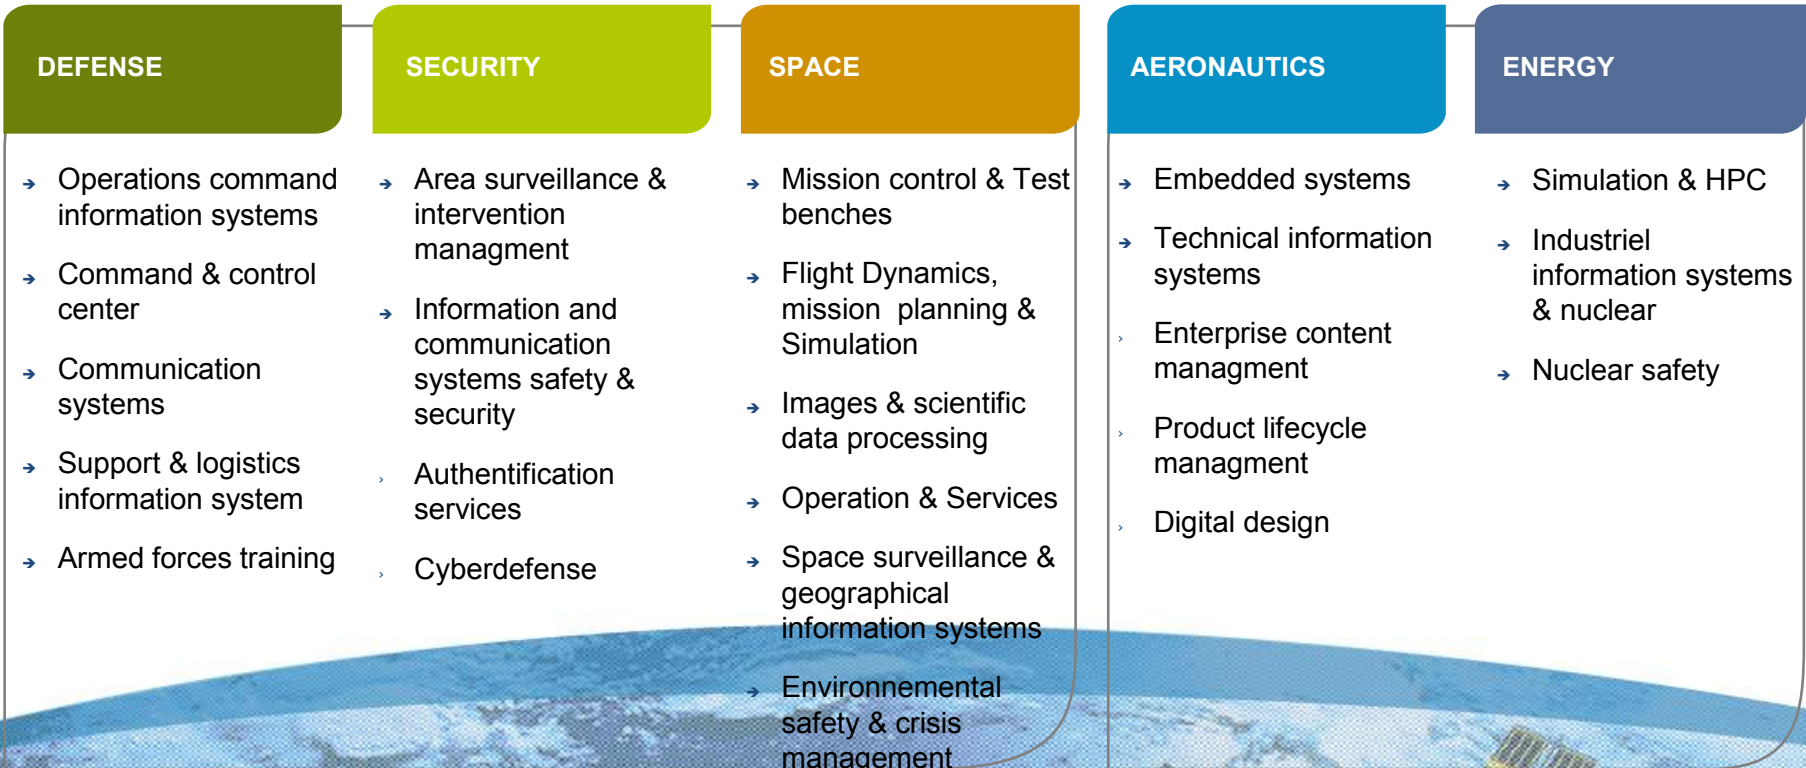 DEFENSE
Operations command
information systems
Command & control
center
Communication
systems
Support & logistics
information system
Armed forces training
SECURITY
Area surveillance &
intervention
managment
Information and
communication
systems safety &
security
Authentification
services
Cyberdefense
SPACE
Mission control & Test
benches
Flight Dynamics,
mission planning &
Simulation
Images & scientific
data processing
Operation & Services
Space surveillance &
geographical
information systems
Environnemental
safety & crisis
management
AERONAUTICS
Embedded systems
Technical information
systems
Enterprise content
managment
Product lifecycle
managment
Digital design
ENERGY
Simulation & HPC
Industriel
information systems
& nuclear
Nuclear safety